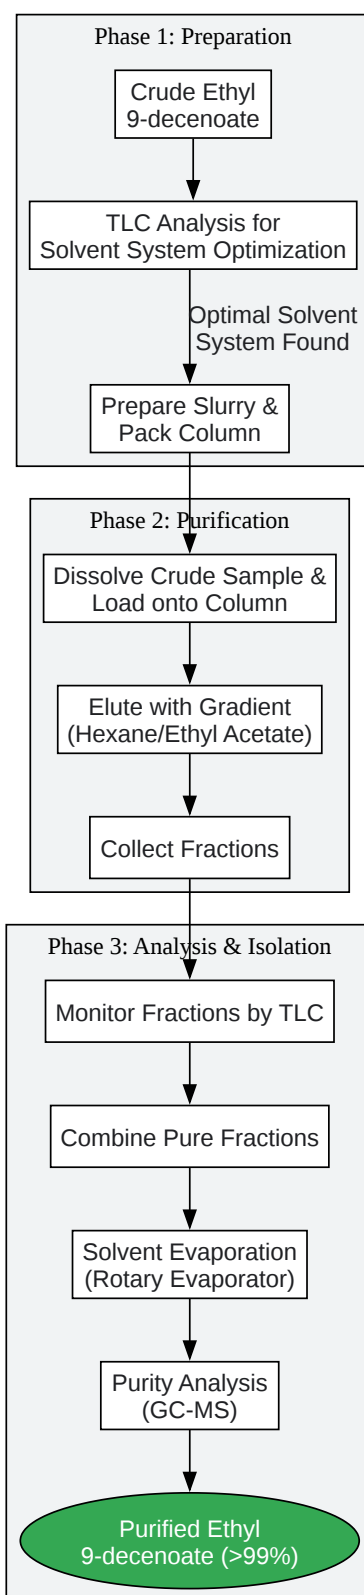 Phase 1: Preparation
Crude Ethyl
9-decenoate
TLC Analysis for
Solvent System Optimization
Optimal Solvent
System Found
Prepare Slurry &
Pack Column
Phase 2: Purification
Dissolve Crude Sample &
Load onto Column
Elute with Gradient
(Hexane/Ethyl Acetate)
Collect Fractions
Phase 3: Analysis & Isolation
Monitor Fractions by TLC
Combine Pure Fractions
Solvent Evaporation
(Rotary Evaporator)
Purity Analysis
(GC-MS)
Purified Ethyl
9-decenoate (>99%)